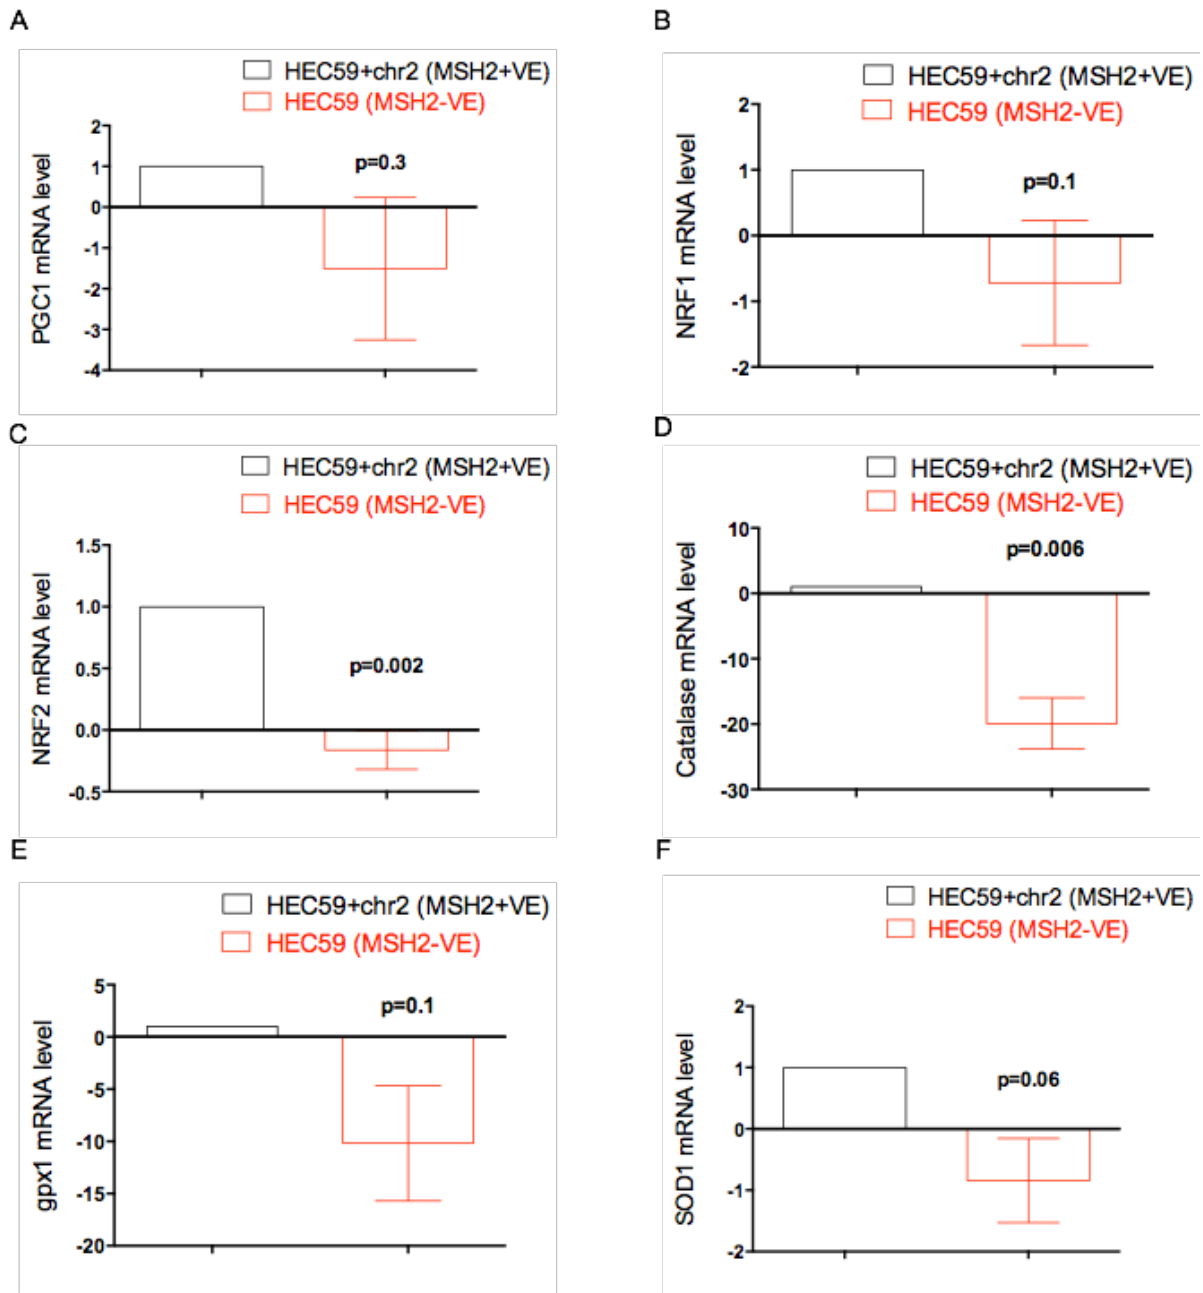 A
HEC59+chr2 (MSH2+VE)
HEC59 (MSH2-VE)
PGC1 mRNA level
2
1
0
-1
-2
-3
-4
p=0.3
B
HEC59+chr2 (MSH2+VE)
HEC59 (MSH2-VE)
NRF1 mRNA level
2
1
0
-1
-2
p=0.1
C
HEC59+chr2 (MSH2+VE)
HEC59 (MSH2-VE)
NRF2 mRNA level
1.5
1.0
0.5
0.0
-0.5
p=0.002
D
HEC59+chr2 (MSH2+VE)
HEC59 (MSH2-VE)
Catalase mRNA level
10
0
-10
-20
-30
p=0.006
E
HEC59+chr2 (MSH2+VE)
HEC59 (MSH2-VE)
gpx1 mRNA level
5
0
-5
-10
-15
-20
p=0.1
F
HEC59+chr2 (MSH2+VE)
HEC59 (MSH2-VE)
SOD1 mRNA level
2
1
0
-1
-2
p=0.06